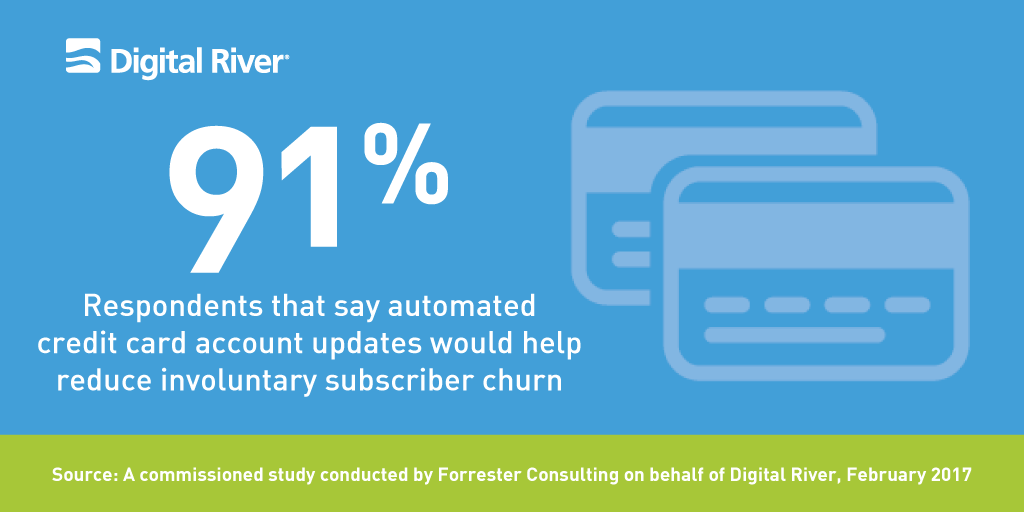 Digital River®
91%
Respondents that say automated
credit card account updates would help
reduce involuntary subscriber churn
Source: A commissioned study conducted by Forrester Consulting on behalf of Digital River, February 2017